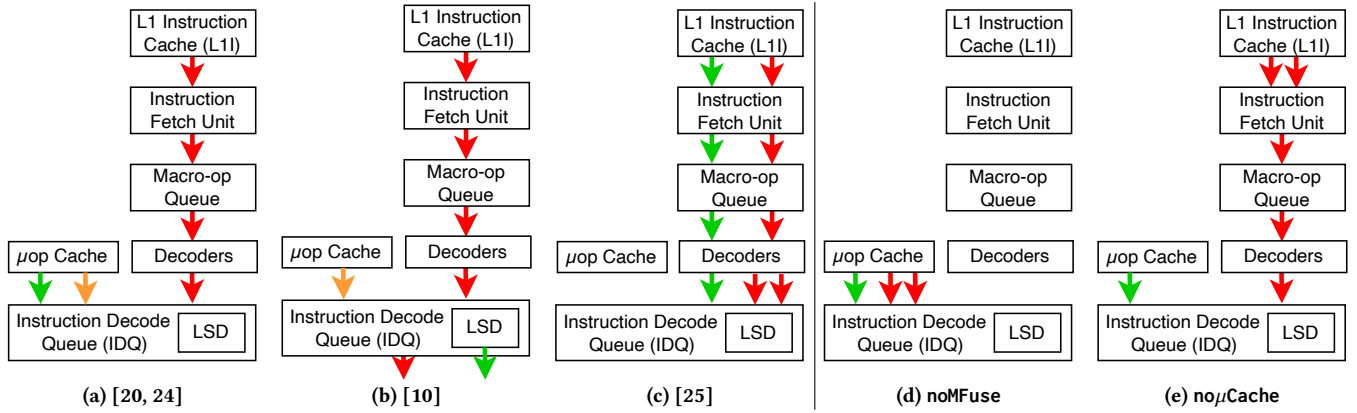 L1 Instruction
Cache (L1I)
Instruction
Fetch Unit
Macro-op
Queue
µop Cache
Decoders
Instruction Decode
Queue (IDQ)
LSD
(a) [20, 24]
L1 Instruction
Cache (L1I)
Instruction
Fetch Unit
Macro-op
Queue
µop Cache
Decoders
Instruction Decode
Queue (IDQ)
LSD
(b) [10]
L1 Instruction
Cache (L1I)
Instruction
Fetch Unit
Macro-op
Queue
µop Cache
Decoders
Instruction Decode
Queue (IDQ)
LSD
(c) [25]
L1 Instruction
Cache (L1I)
Instruction
Fetch Unit
Macro-op
Queue
µop Cache
Decoders
Instruction Decode
Queue (IDQ)
LSD
(d) noMFuse
L1 Instruction
Cache (L1I)
Instruction
Fetch Unit
Macro-op
Queue
µop Cache
Decoders
Instruction Decode
Queue (IDQ)
LSD
(e) noµCache